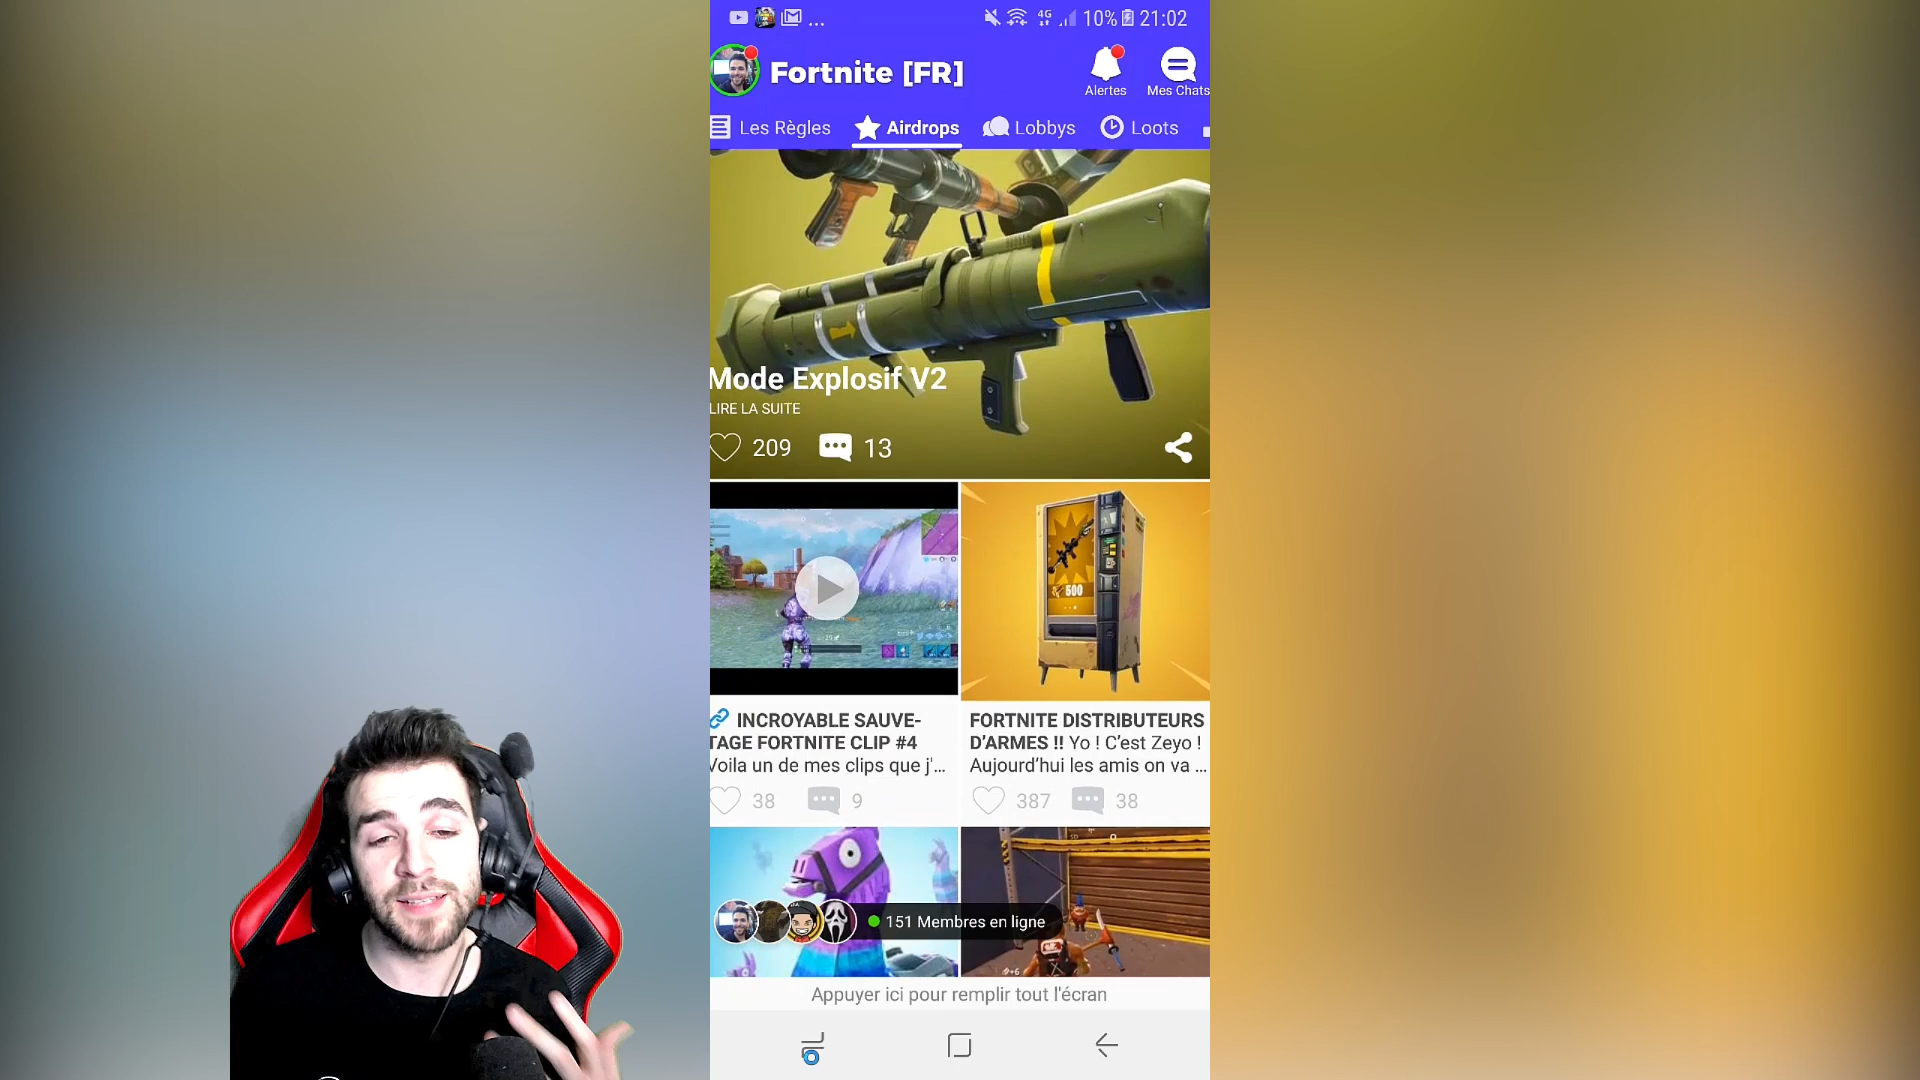 ... 4G 10% 21:02
Fortnite [FR]
Alertes
Mes Chats
Les Règles
Airdrops
Lobbys
Loots
Mode Explosif V2
LIRE LA SUITE
209
13
500
INCROYABLE SAUVE-
TAGE FORTNITE CLIP #4
Voila un de mes clips que j'...
38
9
FORTNITE DISTRIBUTEURS
D'ARMES !! Yo ! C'est Zeyo !
Aujourd'hui les amis on va ...
387
38
151 Membres en ligne
Appuyer ici pour remplir tout l'écran